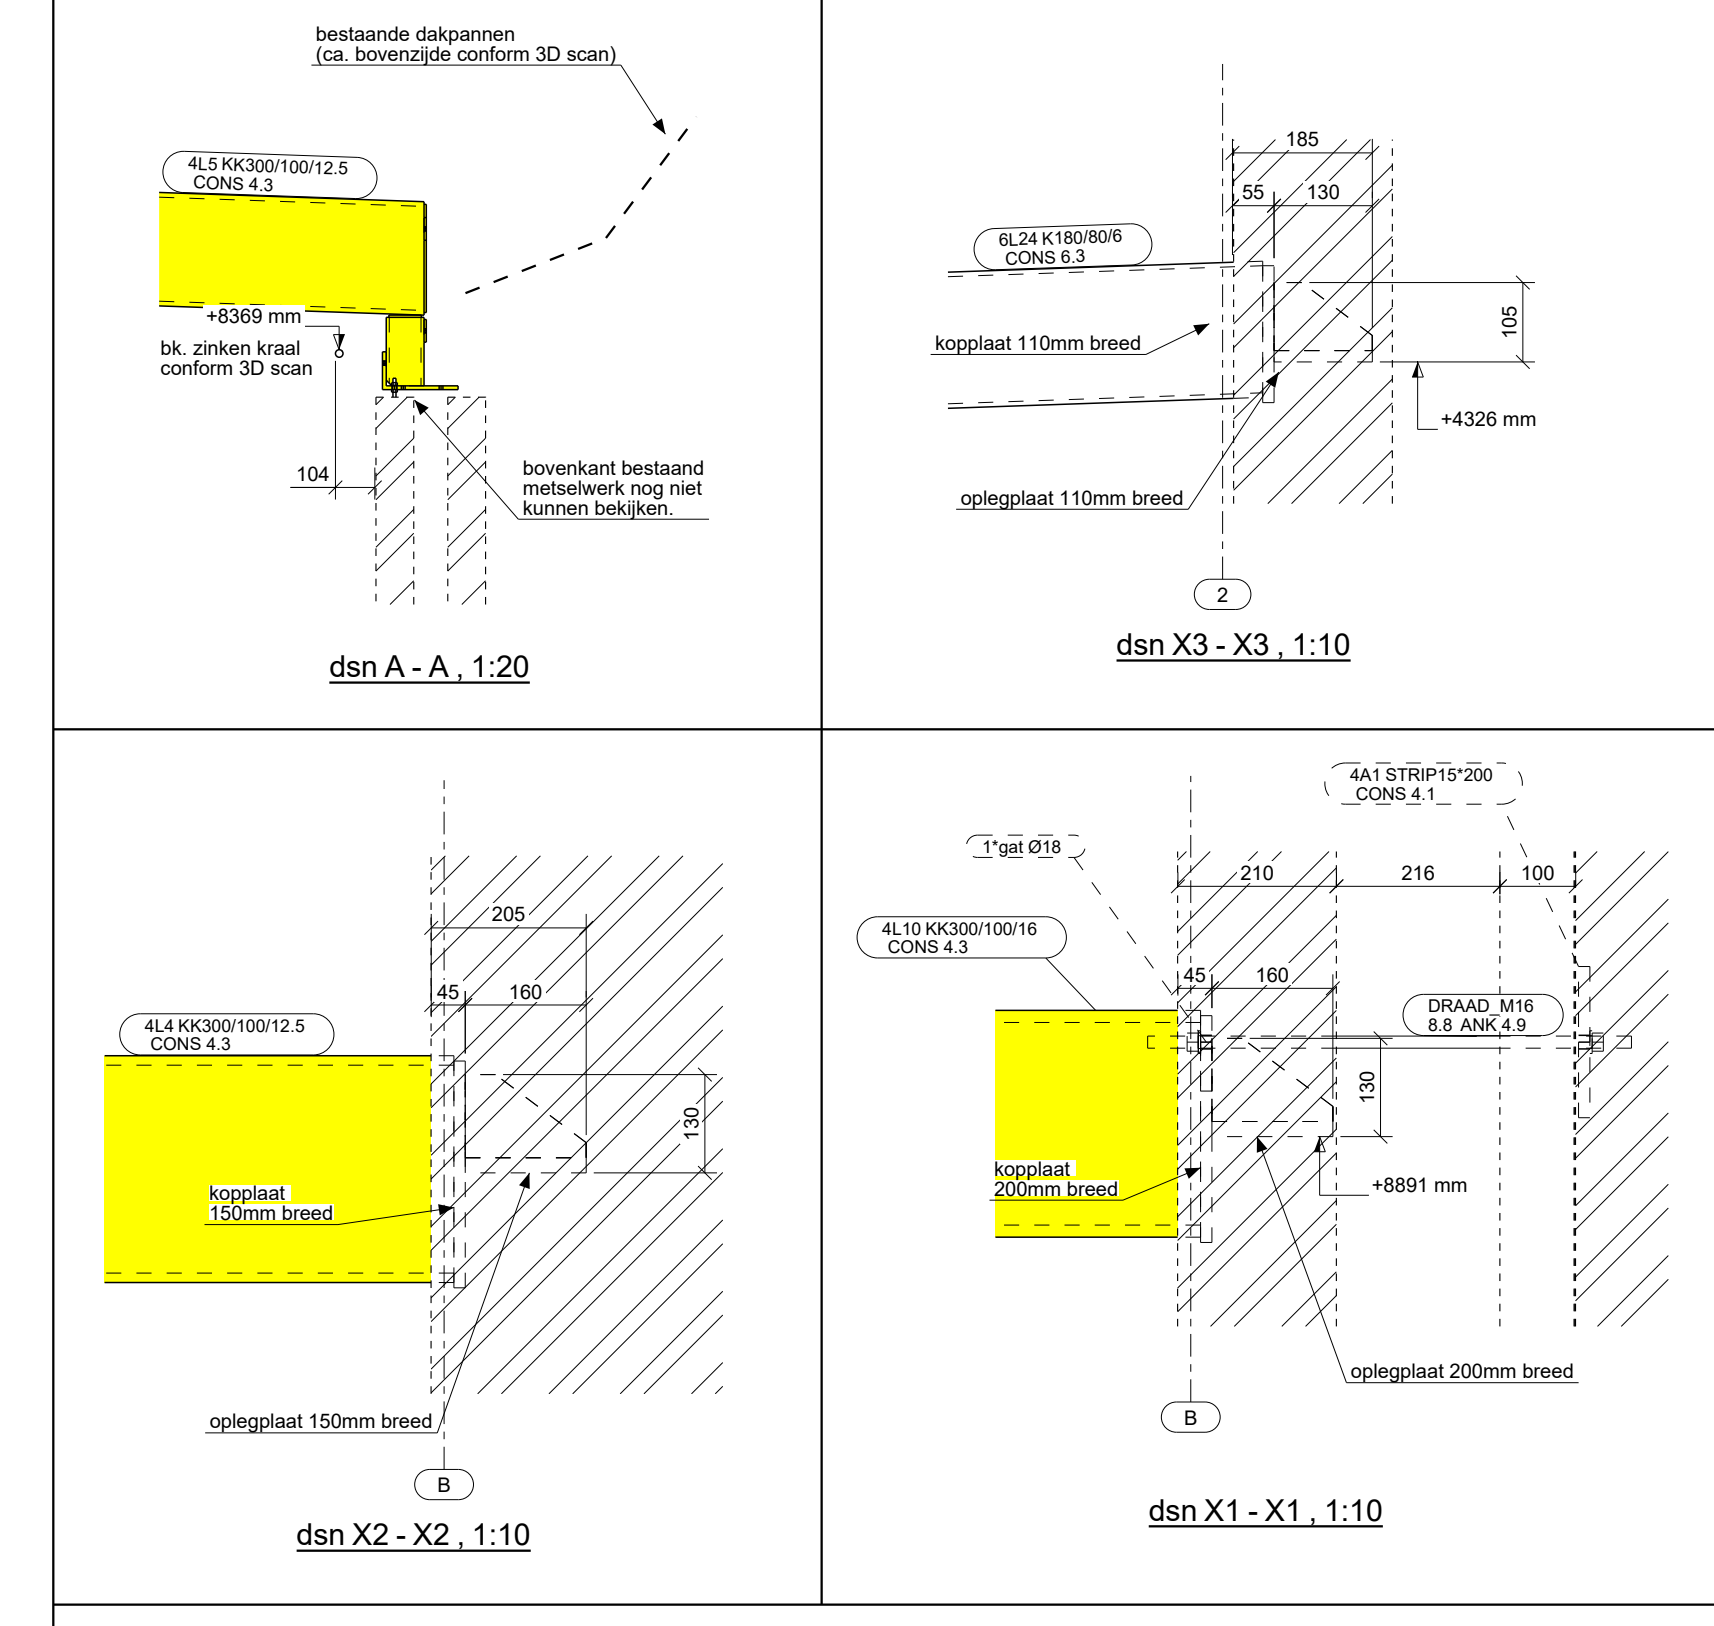 bestaande dakpannen
(ca. bovenzijde conform 3D scan)
4L5 KK300/100/12.5
CONS 4.3
+8369 mm
bk. zinken kraal
conform 3D scan
104
bovenkant bestaand
metselwerk nog niet
kunnen bekijken.
dsn A - A , 1:20
185
55
130
6L24 K180/80/6
CONS 6.3
105
kopplaat 110mm breed
+4326 mm
oplegplaat 110mm breed
2
dsn X3 - X3 , 1:10
205
45
160
4L4 KK300/100/12.5
CONS 4.3
130
kopplaat
150mm breed
oplegplaat 150mm breed
B
dsn X2 - X2 , 1:10
4A1 STRIP15*200
CONS 4.1
1*gat Ø18
210
216
100
4L10 KK300/100/16
CONS 4.3
45
160
DRAAD_M16
8.8 ANK 4.9
130
kopplaat
200mm breed
+8891 mm
oplegplaat 200mm breed
B
dsn X1 - X1 , 1:10